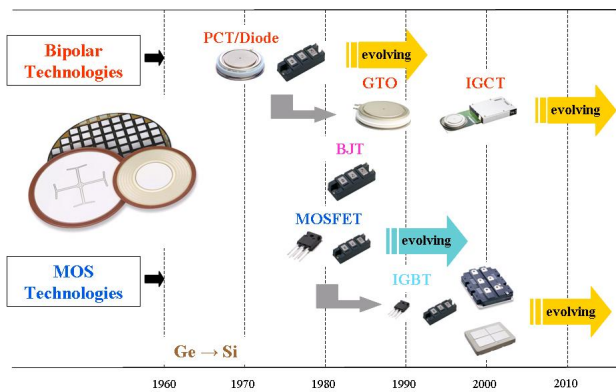 Bipolar
Technologies
PCT/Diode
evolving
GTO
IGCT
evolving
BJT
MOSFET
evolving
MOS
Technologies
IGBT
evolving
Ge → Si
1960
1970
1980
1990
2000
2010